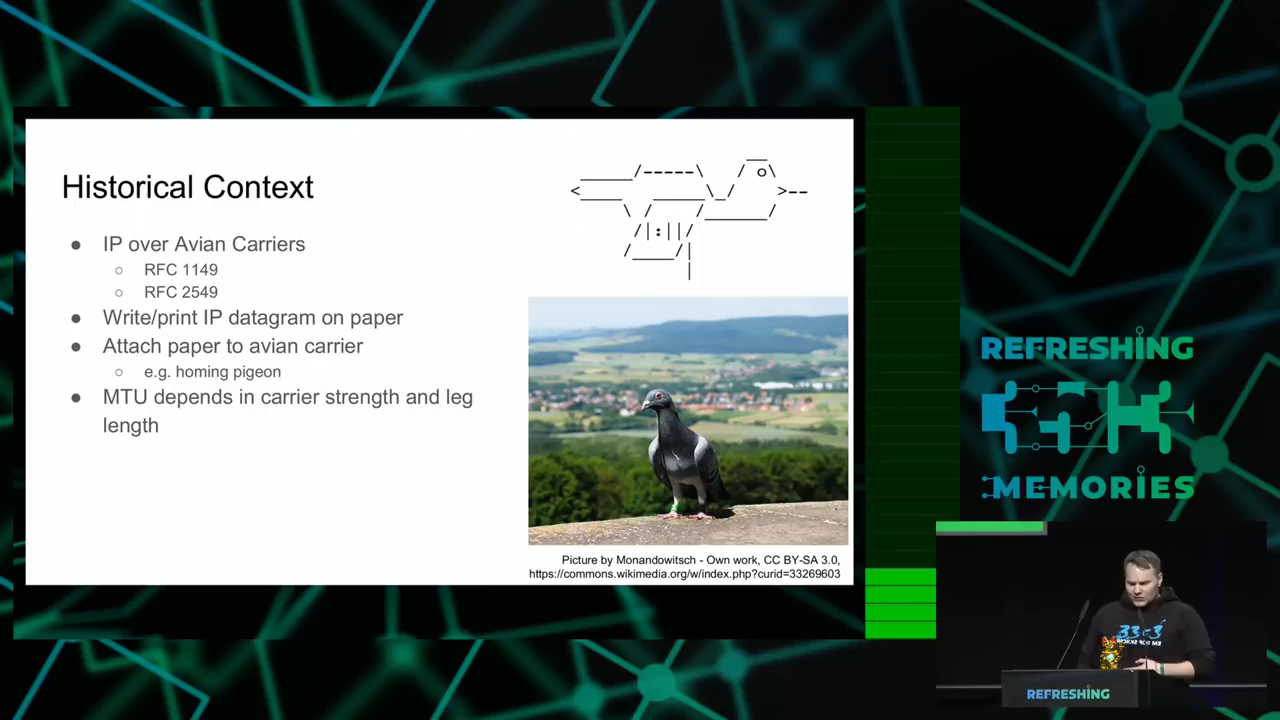 Historical Context
● IP over Avian Carriers
○ RFC 1149
○ RFC 2549
● Write/print IP datagram on paper
● Attach paper to avian carrier
○ e.g. homing pigeon
● MTU depends in carrier strength and leg
length
Picture by Monandowitsch - Own work, CC BY-SA 3.0,
https://commons.wikimedia.org/w/index.php?curid=33269603
REFRESHING
MEMORIES
REFRESHING